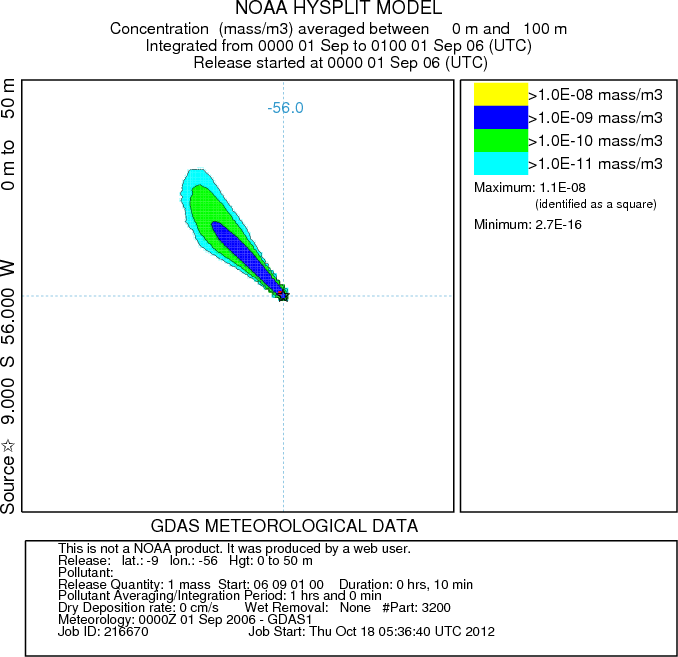 NOAA HYSPLIT MODEL
Concentration (mass/m3) averaged between 0 m and 100 m
Integrated from 0000 01 Sep to 0100 01 Sep 06 (UTC)
Release started at 0000 01 Sep 06 (UTC)
Source ☆ 9.000 S 56.000 W 0 m to 50 m
-56.0
>1.0E-08 mass/m3
>1.0E-09 mass/m3
>1.0E-10 mass/m3
>1.0E-11 mass/m3
Maximum: 1.1E-08
(identified as a square)
Minimum: 2.7E-16
GDAS METEOROLOGICAL DATA
This is not a NOAA product. It was produced by a web user.
Release: lat.: -9 lon.: -56 Hgt: 0 to 50 m
Pollutant:
Release Quantity: 1 mass Start: 06 09 01 00 Duration: 0 hrs, 10 min
Pollutant Averaging/Integration Period: 1 hrs and 0 min
Dry Deposition rate: 0 cm/s Wet Removal: None #Part: 3200
Meteorology: 0000Z 01 Sep 2006 - GDAS1
Job ID: 216670 Job Start: Thu Oct 18 05:36:40 UTC 2012